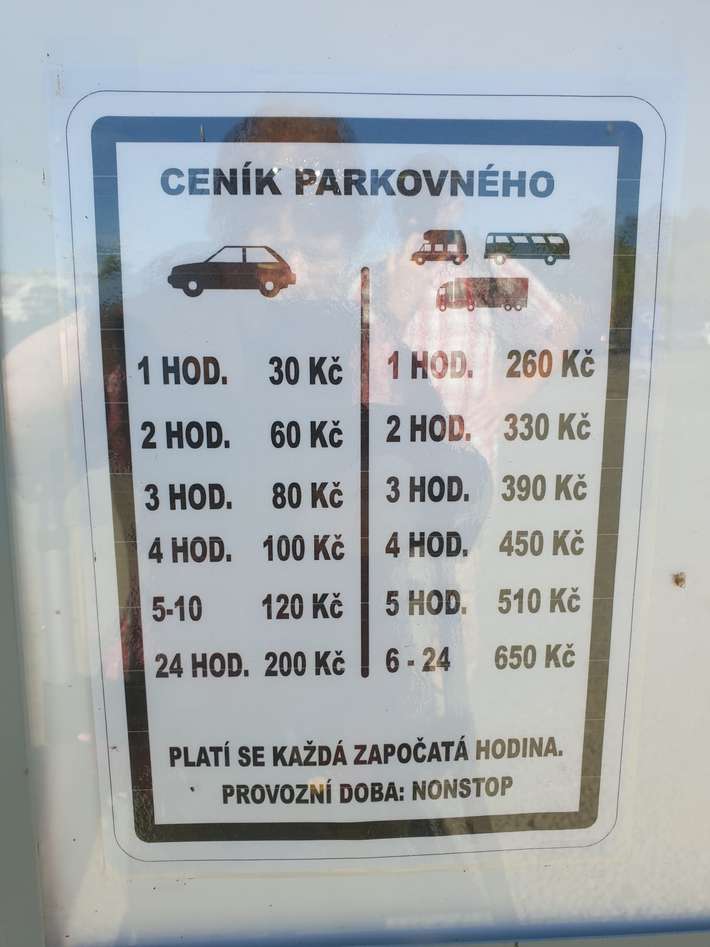 CENÍK PARKOVNÉHO
1 HOD. 30 Kč
2 HOD. 60 Kč
3 HOD. 80 Kč
4 HOD. 100 Kč
5-10 120 Kč
24 HOD. 200 Kč
1 HOD. 260 Kč
2 HOD. 330 Kč
3 HOD. 390 Kč
4 HOD. 450 Kč
5 HOD. 510 Kč
6 - 24 650 Kč
PLATÍ SE KAŽDÁ ZAPOČATÁ HODINA.
PROVOZNÍ DOBA: NONSTOP